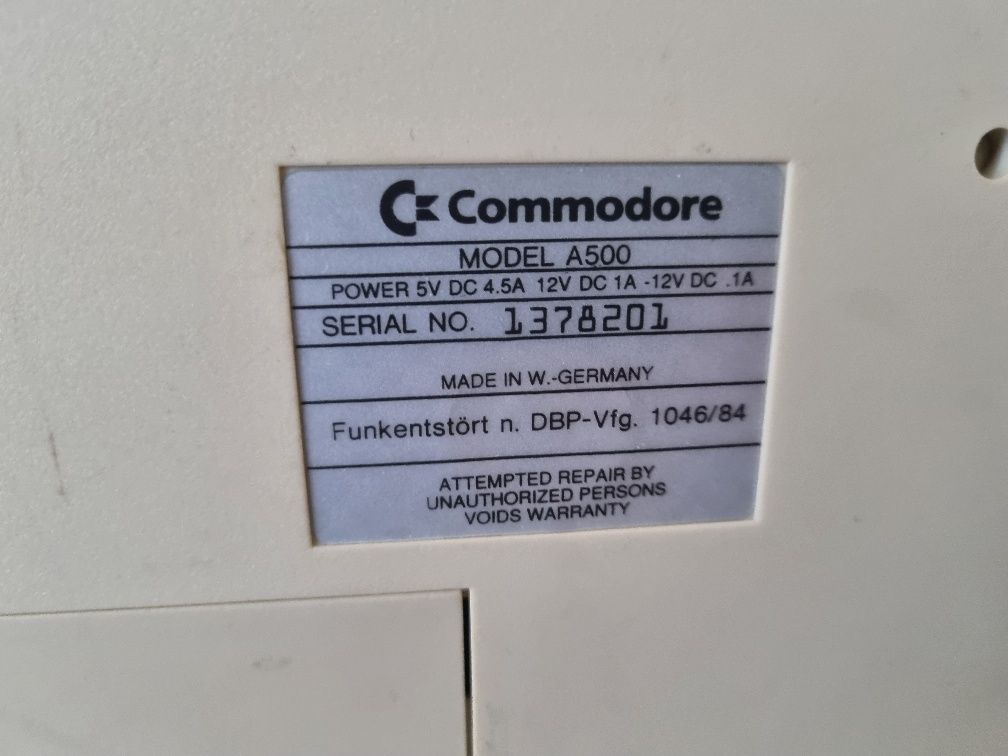 Commodore
MODEL A500
POWER 5V DC 4.5A 12V DC 1A -12V DC .1A
SERIAL NO. 1378201
MADE IN W.-GERMANY
Funkentstört n. DBP-Vfg. 1046/84
ATTEMPTED REPAIR BY
UNAUTHORIZED PERSONS
VOIDS WARRANTY